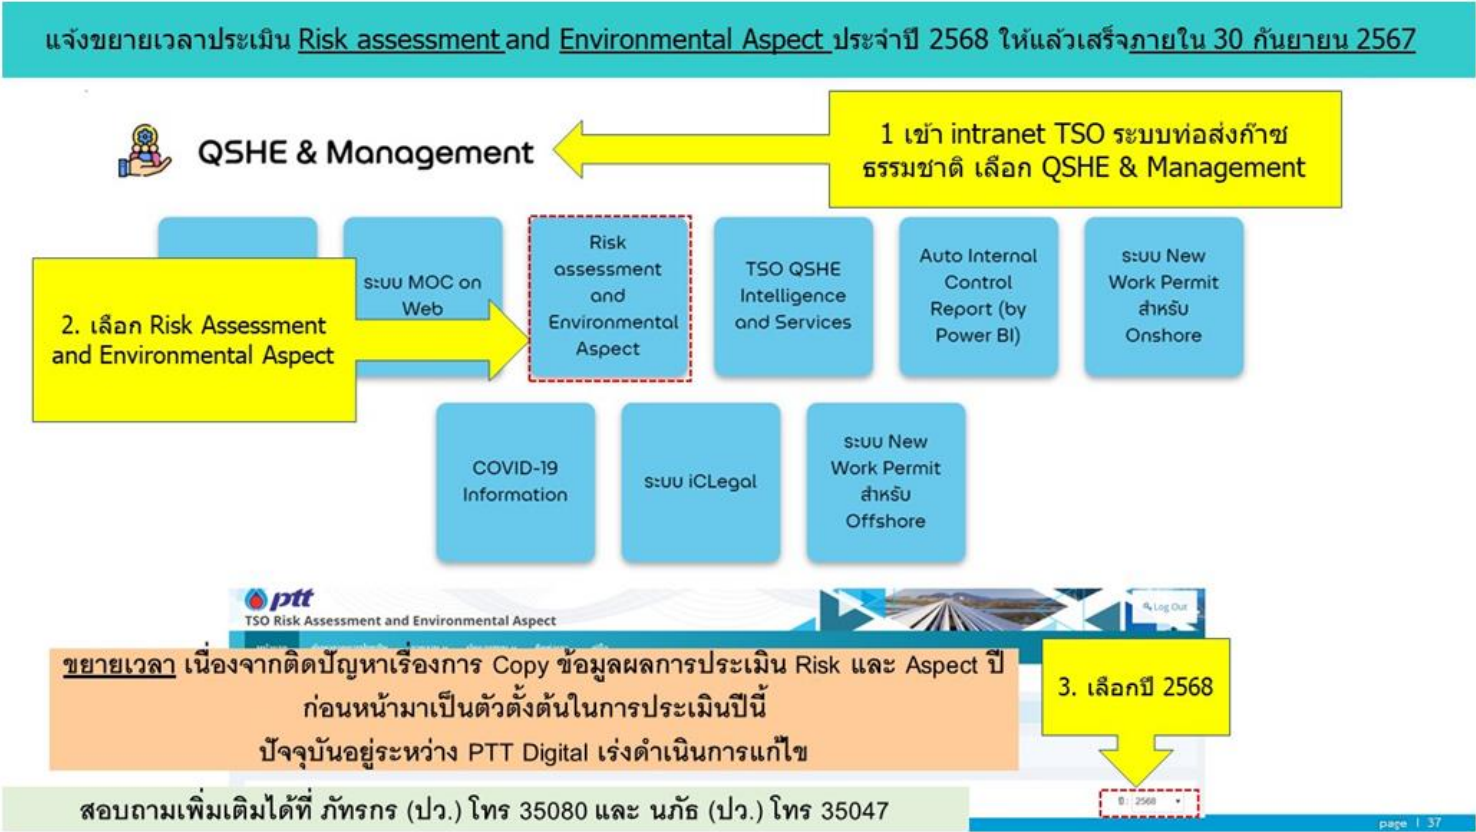 แจ้งขยายเวลาประเมิน Risk assessment and Environmental Aspect ประจำปี 2568 ให้แล้วเสร็จภายใน 30 กันยายน 2567
QSHE & Management
1 เข้า intranet TSO ระบบท่อส่งก๊าซ
ธรรมชาติ เลือก QSHE & Management
2. เลือก Risk Assessment
and Environmental Aspect
ระบบ MOC on
Web
Risk
assessment
and
Environmental
Aspect
TSO QSHE
Intelligence
and Services
Auto Internal
Control
Report (by
Power BI)
ระบบ New
Work Permit
สำหรับ
Onshore
COVID-19
Information
ระบบ iCLegal
ระบบ New
Work Permit
สำหรับ
Offshore
ptt
TSO Risk Assessment and Environmental Aspect
Log Out
ขยายเวลา เนื่องจากติดปัญหาเรื่องการ Copy ข้อมูลผลการประเมิน Risk และ Aspect ปี
ก่อนหน้ามาเป็นตัวตั้งต้นในการประเมินปีนี้
ปัจจุบันอยู่ระหว่าง PTT Digital เร่งดำเนินการแก้ไข
3. เลือกปี 2568
ปี : 2568
สอบถามเพิ่มเติมได้ที่ ภัทรกร (ปว.) โทร 35080 และ นภัธ (ปว.) โทร 35047
page | 37